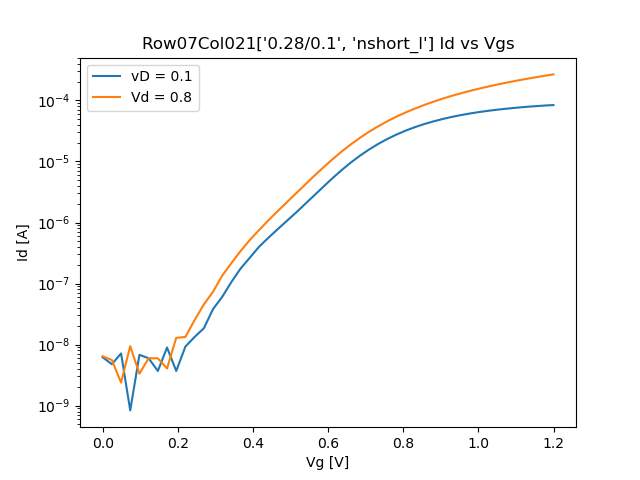 Row07Col021['0.28/0.1', 'nshort_l'] Id vs Vgs
vD = 0.1
Vd = 0.8
Id [A]
10⁻⁴
10⁻⁵
10⁻⁶
10⁻⁷
10⁻⁸
10⁻⁹
0.0 0.2 0.4 0.6 0.8 1.0 1.2
Vg [V]